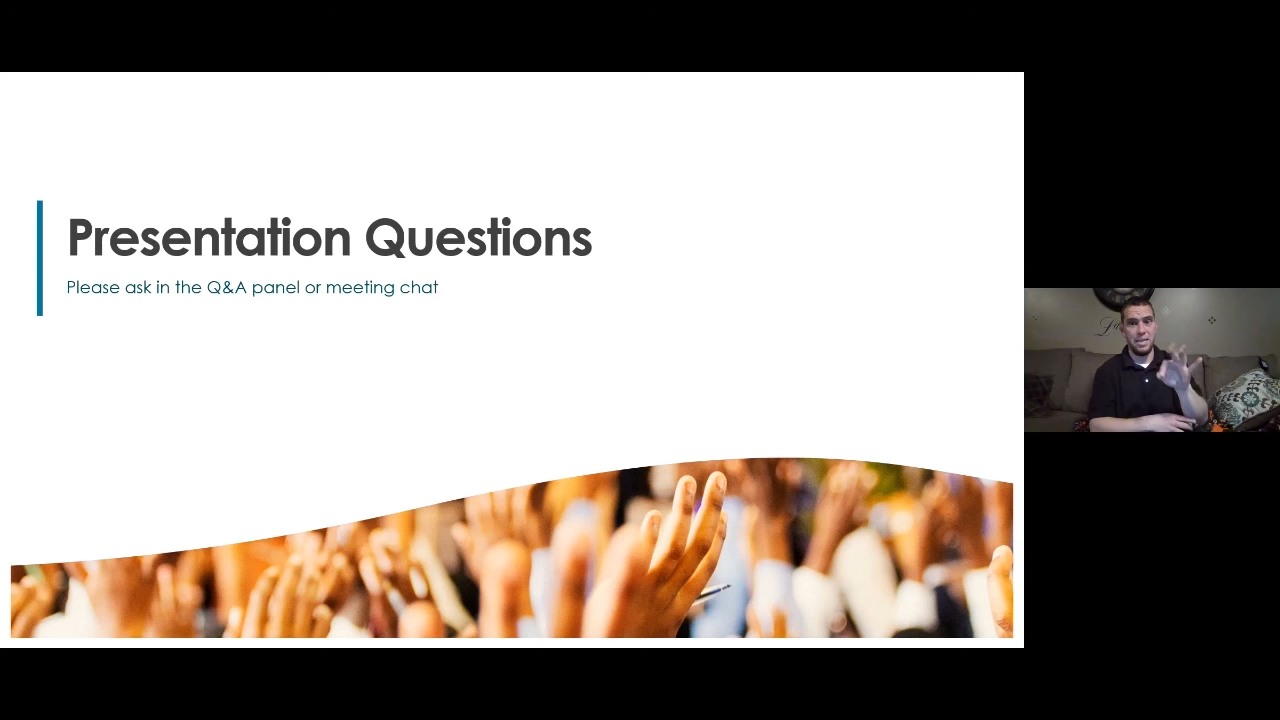 Presentation Questions
Please ask in the Q&A panel or meeting chat